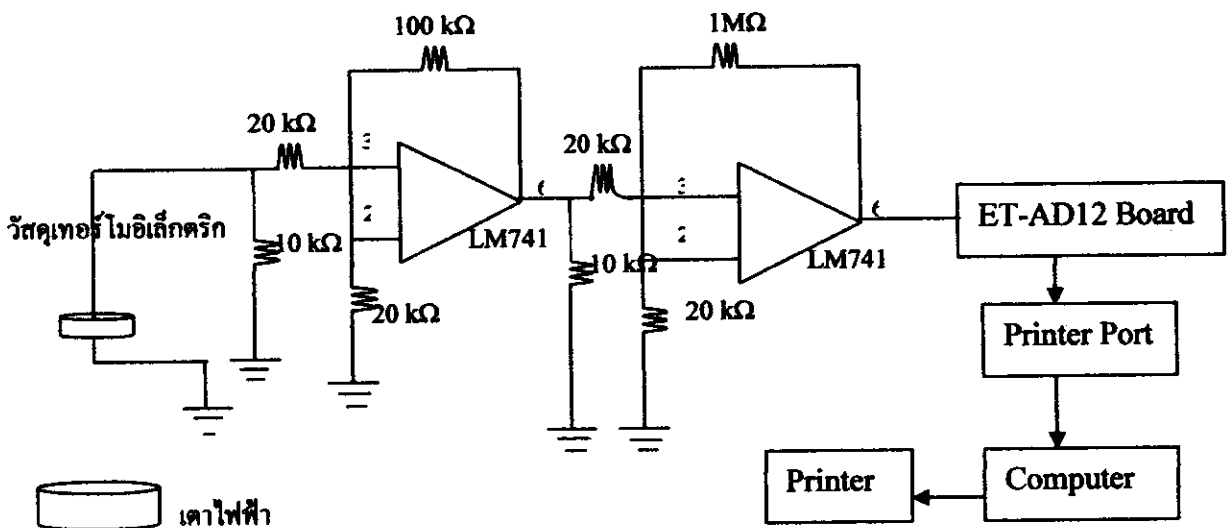 100 kΩ
1MΩ
20 kΩ
3
20 kΩ
3
6
6
ET-AD12 Board
วัสดุเทอร์โมอิเล็กตริก
2
LM741
2
LM741
10 kΩ
10 kΩ
20 kΩ
20 kΩ
Printer Port
Printer
Computer
เตาไฟฟ้า